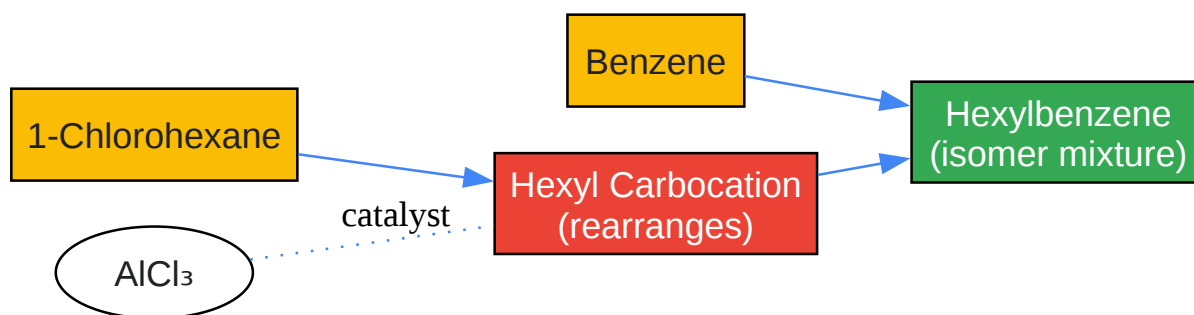 Benzene
1-Chlorohexane
Hexylbenzene
(isomer mixture)
Hexyl Carbocation
(rearranges)
catalyst
AlCl₃